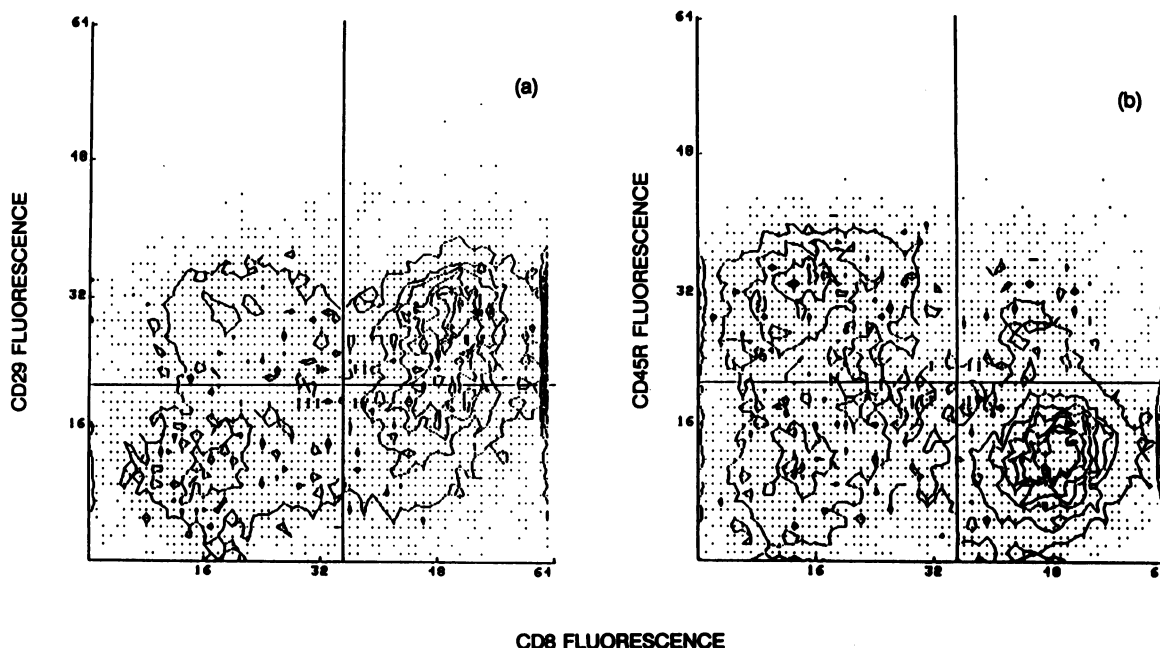 64
48
32
16
CD29 FLUORESCENCE
(a)
16 32 48 64
64
48
32
16
CD45R FLUORESCENCE
(b)
16 32 48 6
CD8 FLUORESCENCE